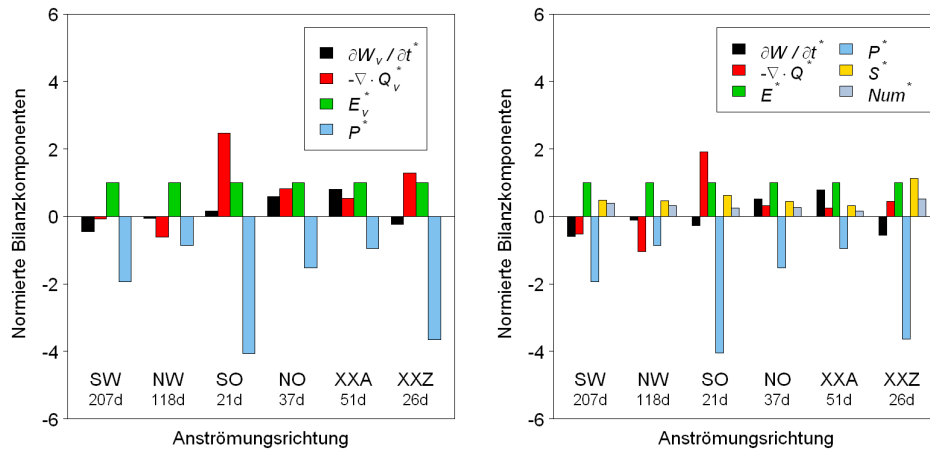 6
4
2
0
-2
-4
-6
Normierte Bilanzkomponenten
∂W_v / ∂t*
-∇ · Q_v*
E_v*
P*
SW NW SO NO XXA XXZ
207d 118d 21d 37d 51d 26d
Anströmungsrichtung
6
4
2
0
-2
-4
-6
Normierte Bilanzkomponenten
∂W / ∂t* P*
-∇ · Q* S*
E* Num*
SW NW SO NO XXA XXZ
207d 118d 21d 37d 51d 26d
Anströmungsrichtung